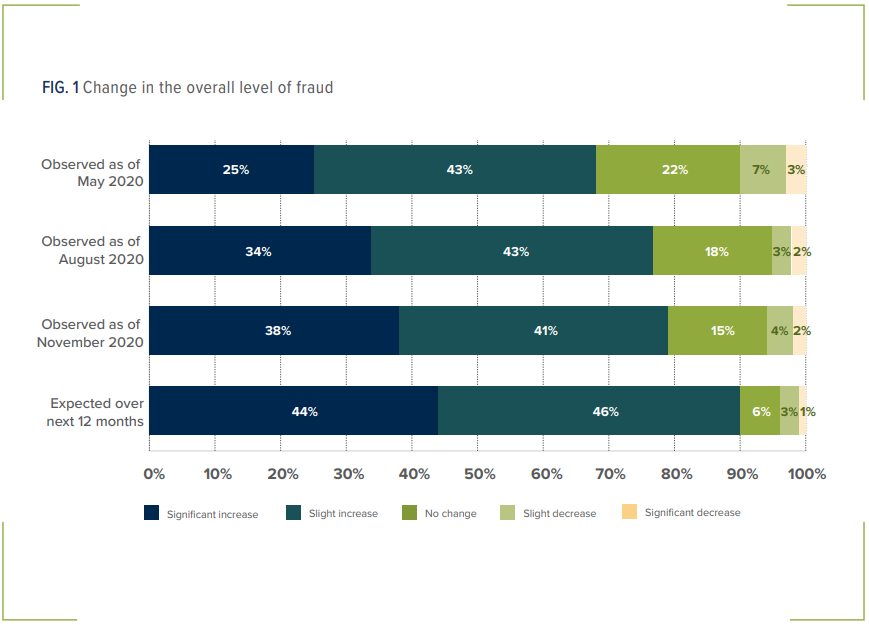 FIG. 1 Change in the overall level of fraud
Observed as of
May 2020
25% 43% 22% 7% 3%
Observed as of
August 2020
34% 43% 18% 3% 2%
Observed as of
November 2020
38% 41% 15% 4% 2%
Expected over
next 12 months
44% 46% 6% 3% 1%
0% 10% 20% 30% 40% 50% 60% 70% 80% 90% 100%
Significant increase Slight increase No change Slight decrease Significant decrease